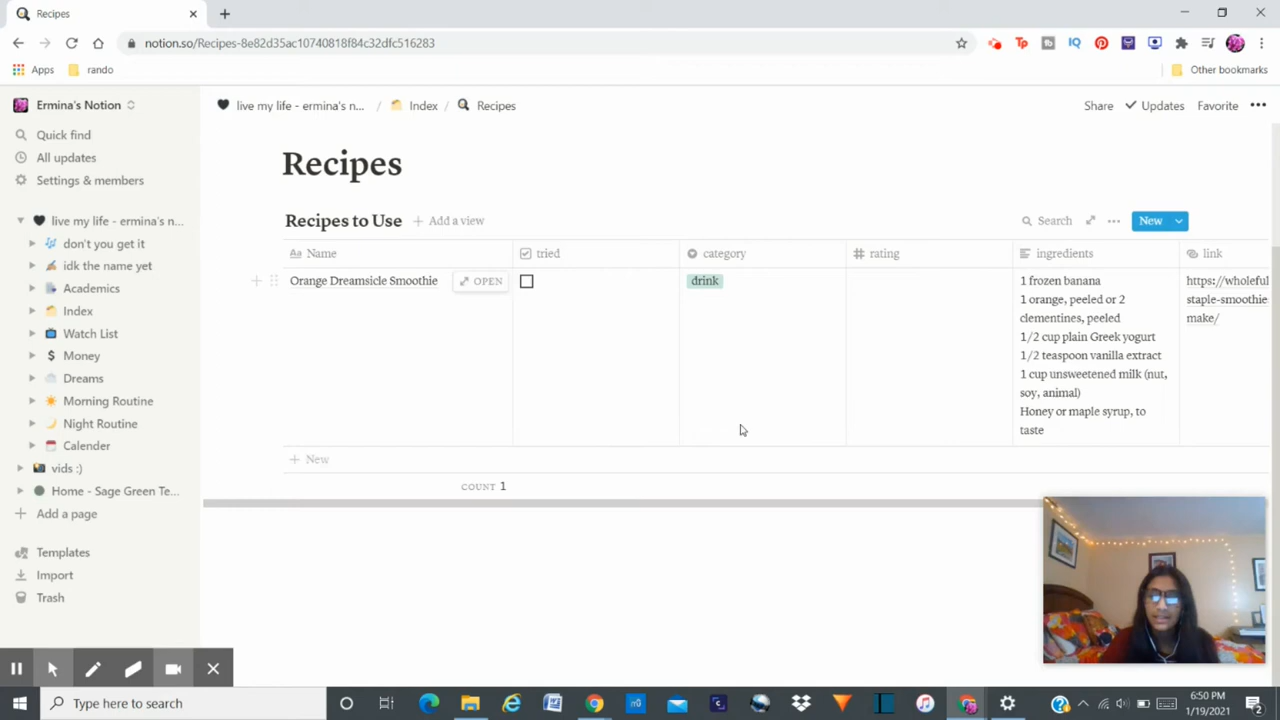 Recipes
notion.so/Recipes-8e82d35ac10740818f84c32dfc516283
Apps
rando
Other bookmarks
Ermina's Notion
live my life - ermina's n... / Index / Recipes
Share
Updates
Favorite
Quick find
All updates
Settings & members
live my life - ermina's n...
don't you get it
idk the name yet
Academics
Index
Watch List
Money
Dreams
Morning Routine
Night Routine
Calender
vids :)
Home - Sage Green Te...
Add a page
Templates
Import
Trash
Recipes
Recipes to Use
Add a view
Search
New
Aa Name
tried
category
rating
ingredients
link
Orange Dreamsicle Smoothie
OPEN
drink
1 frozen banana
1 orange, peeled or 2
clementines, peeled
1/2 cup plain Greek yogurt
1/2 teaspoon vanilla extract
1 cup unsweetened milk (nut,
soy, animal)
Honey or maple syrup, to
taste
https://wholeful
staple-smoothie
make/
New
COUNT 1
Type here to search
6:50 PM
1/19/2021